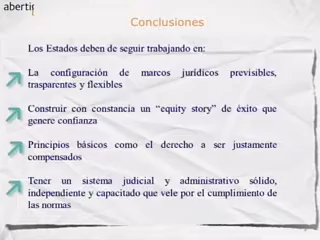 abertis
Conclusiones
Los Estados deben de seguir trabajando en:
La configuración de marcos jurídicos previsibles,
trasparentes y flexibles
Construir con constancia un “equity story” de éxito que
genere confianza
Principios básicos como el derecho a ser justamente
compensados
Tener un sistema judicial y administrativo sólido,
independiente y capacitado que vele por el cumplimiento de
las normas